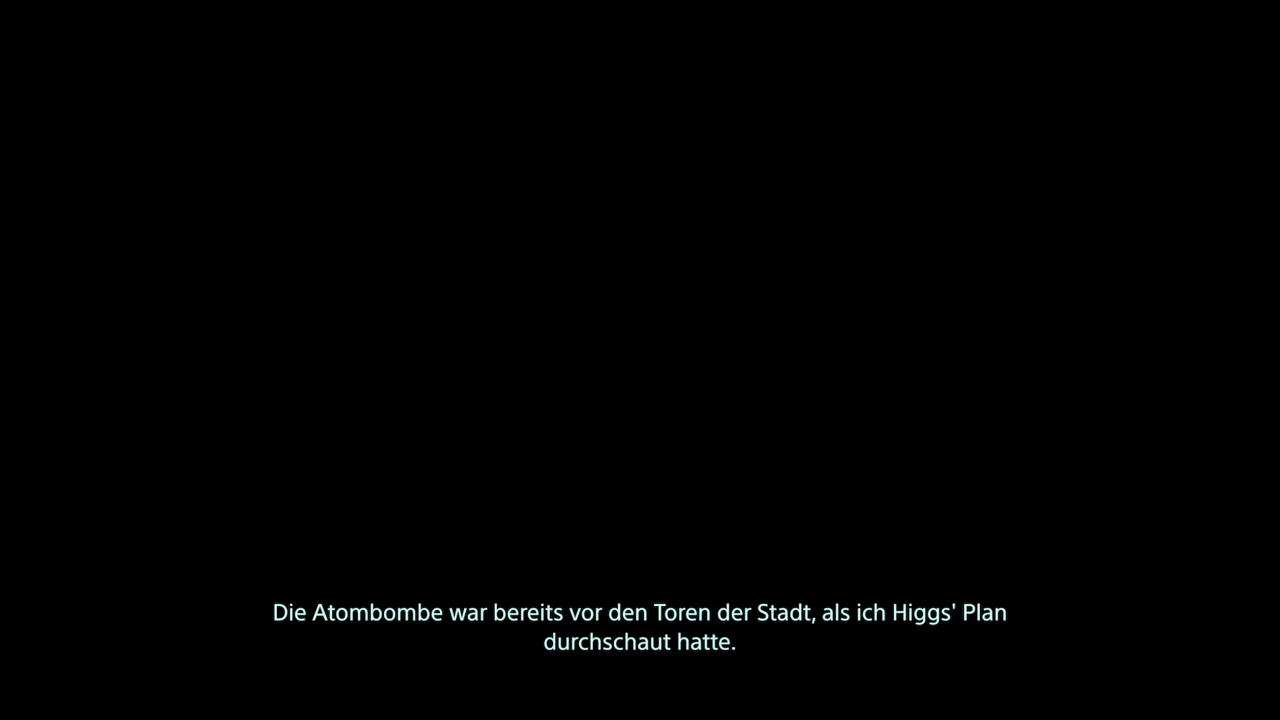 Die Atombombe war bereits vor den Toren der Stadt, als ich Higgs' Plan
durchschaut hatte.